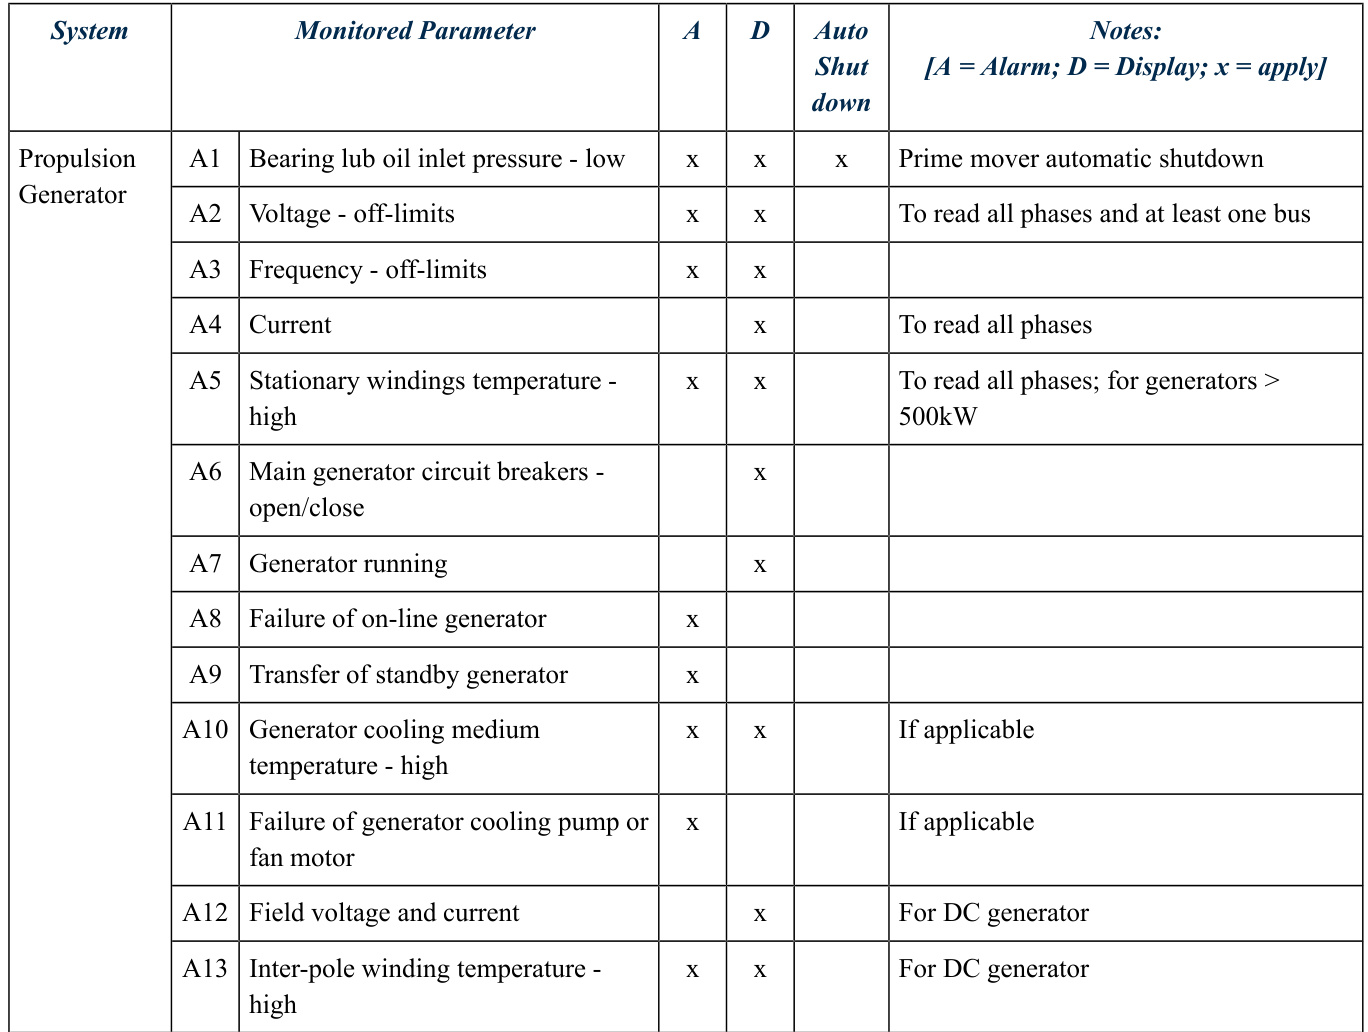 System Monitored Parameter A D Auto Shut down Notes: [A = Alarm; D = Display; x = apply]
Propulsion Generator A1 Bearing lub oil inlet pressure - low x x x Prime mover automatic shutdown
A2 Voltage - off-limits x x To read all phases and at least one bus
A3 Frequency - off-limits x x
A4 Current x To read all phases
A5 Stationary windings temperature - high x x To read all phases; for generators > 500kW
A6 Main generator circuit breakers - open/close x
A7 Generator running x
A8 Failure of on-line generator x
A9 Transfer of standby generator x
A10 Generator cooling medium temperature - high x x If applicable
A11 Failure of generator cooling pump or fan motor x If applicable
A12 Field voltage and current x For DC generator
A13 Inter-pole winding temperature - high x x For DC generator